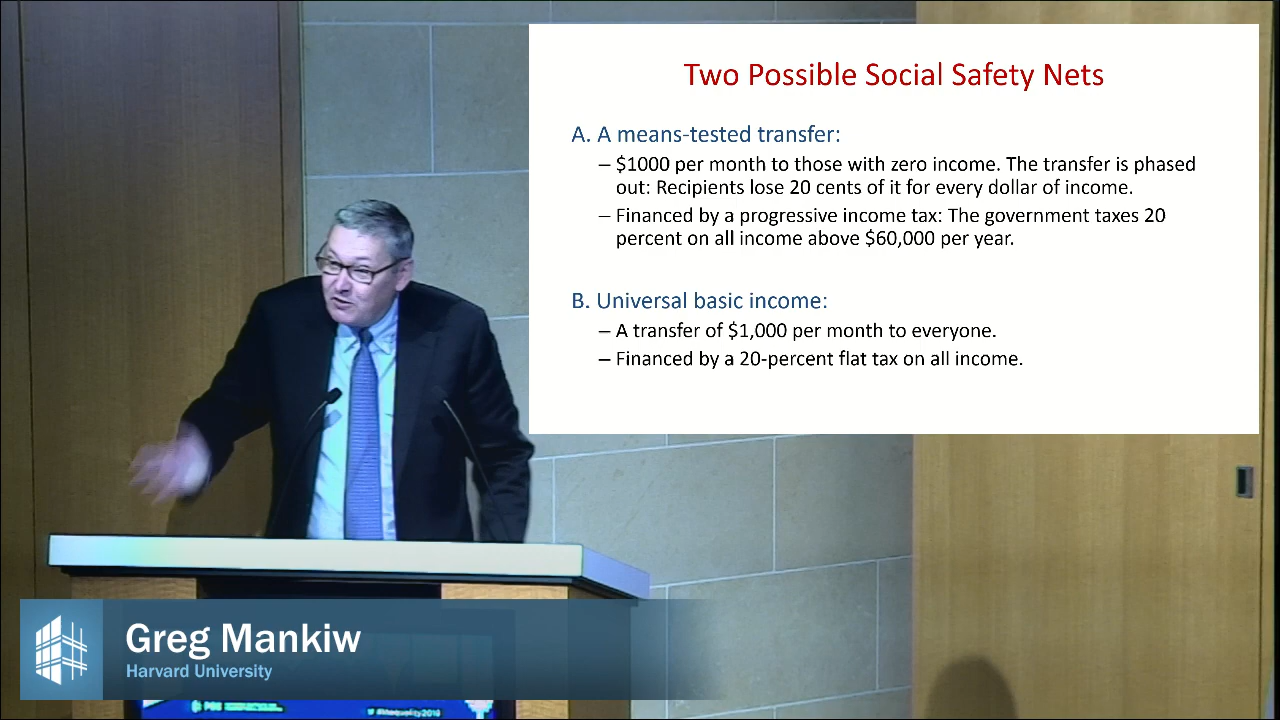 Two Possible Social Safety Nets
A. A means-tested transfer:
– $1000 per month to those with zero income. The transfer is phased
out: Recipients lose 20 cents of it for every dollar of income.
– Financed by a progressive income tax: The government taxes 20
percent on all income above $60,000 per year.
B. Universal basic income:
– A transfer of $1,000 per month to everyone.
– Financed by a 20-percent flat tax on all income.
Greg Mankiw
Harvard University